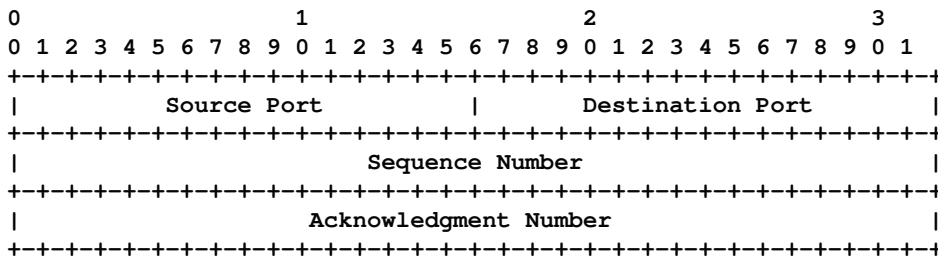 0                   1                   2                   3
0 1 2 3 4 5 6 7 8 9 0 1 2 3 4 5 6 7 8 9 0 1 2 3 4 5 6 7 8 9 0 1
+-+-+-+-+-+-+-+-+-+-+-+-+-+-+-+-+-+-+-+-+-+-+-+-+-+-+-+-+-+-+-+-+
|          Source Port          |       Destination Port        |
+-+-+-+-+-+-+-+-+-+-+-+-+-+-+-+-+-+-+-+-+-+-+-+-+-+-+-+-+-+-+-+-+
|                        Sequence Number                        |
+-+-+-+-+-+-+-+-+-+-+-+-+-+-+-+-+-+-+-+-+-+-+-+-+-+-+-+-+-+-+-+-+
|                    Acknowledgment Number                      |
+-+-+-+-+-+-+-+-+-+-+-+-+-+-+-+-+-+-+-+-+-+-+-+-+-+-+-+-+-+-+-+-+